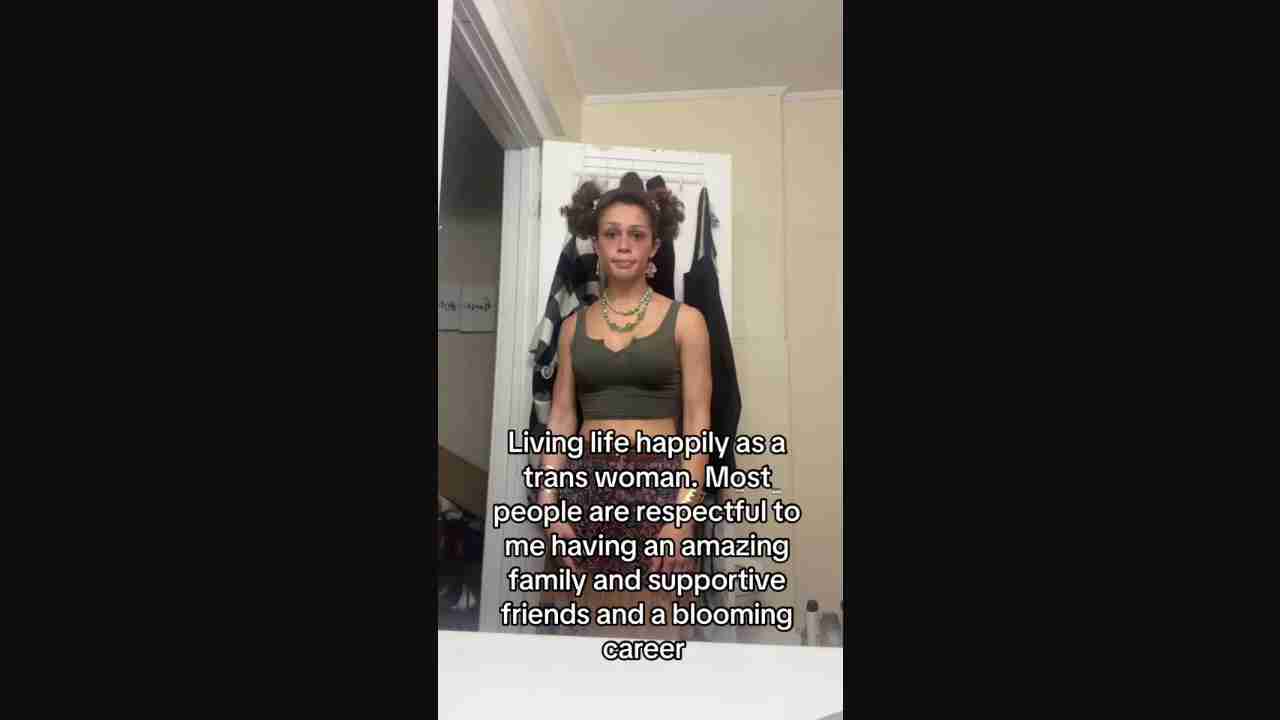 Living life happily as a
trans woman. Most
people are respectful to
me having an amazing
family and supportive
friends and a blooming
career